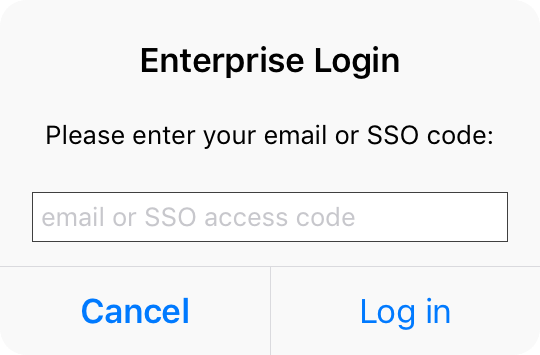 Enterprise Login
Please enter your email or SSO code:
email or SSO access code
Cancel
Log in